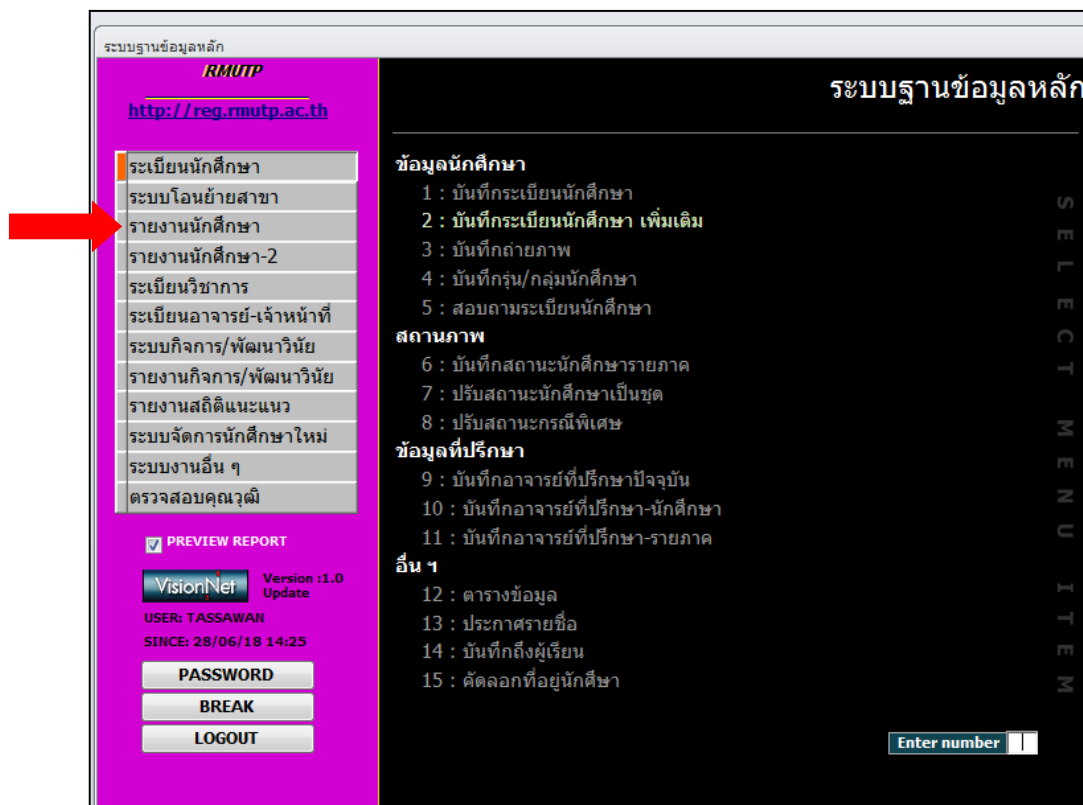 ระบบฐานข้อมูลหลัก
RMUTP
http://reg.rmutp.ac.th
ระเบียนนักศึกษา
ระบบโอนย้ายสาขา
รายงานนักศึกษา
รายงานนักศึกษา-2
ระเบียนวิชาการ
ระเบียนอาจารย์-เจ้าหน้าที่
ระบบกิจการ/พัฒนาวินัย
รายงานกิจการ/พัฒนาวินัย
รายงานสถิติแนะแนว
ระบบจัดการนักศึกษาใหม่
ระบบงานอื่น ๆ
ตรวจสอบคุณวุฒิ
PREVIEW REPORT
VisionNet
Version :1.0
Update
USER: TASSAWAN
SINCE: 28/06/18 14:25
PASSWORD
BREAK
LOGOUT
ระบบฐานข้อมูลหลัก
ข้อมูลนักศึกษา
1 : บันทึกระเบียนนักศึกษา
2 : บันทึกระเบียนนักศึกษา เพิ่มเติม
3 : บันทึกถ่ายภาพ
4 : บันทึกรุ่น/กลุ่มนักศึกษา
5 : สอบถามระเบียนนักศึกษา
สถานภาพ
6 : บันทึกสถานะนักศึกษารายภาค
7 : ปรับสถานะนักศึกษาเป็นชุด
8 : ปรับสถานะกรณีพิเศษ
ข้อมูลที่ปรึกษา
9 : บันทึกอาจารย์ที่ปรึกษาปัจจุบัน
10 : บันทึกอาจารย์ที่ปรึกษา-นักศึกษา
11 : บันทึกอาจารย์ที่ปรึกษา-รายภาค
อื่น ๆ
12 : ตารางข้อมูล
13 : ประกาศรายชื่อ
14 : บันทึกถึงผู้เรียน
15 : คัดลอกที่อยู่นักศึษา
Enter number
SELECT MENU ITEM